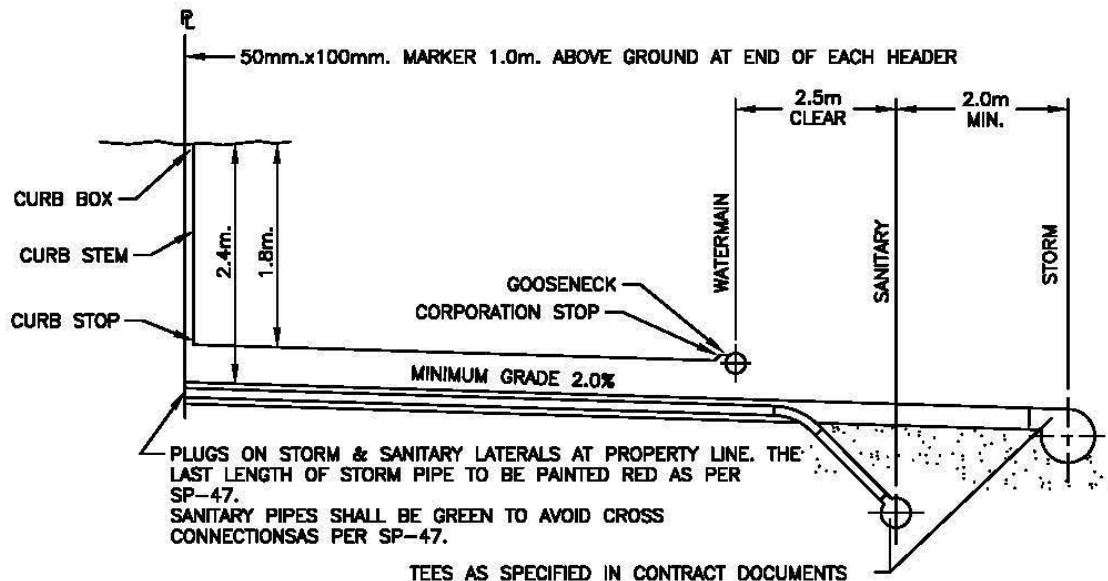 PL
50mm.x100mm. MARKER 1.0m. ABOVE GROUND AT END OF EACH HEADER
2.5m
CLEAR
2.0m
MIN.
CURB BOX
CURB STEM
CURB STOP
2.4m.
1.8m.
GOOSENECK
CORPORATION STOP
WATERMAIN
SANITARY
STORM
MINIMUM GRADE 2.0%
PLUGS ON STORM & SANITARY LATERALS AT PROPERTY LINE. THE
LAST LENGTH OF STORM PIPE TO BE PAINTED RED AS PER
SP-47.
SANITARY PIPES SHALL BE GREEN TO AVOID CROSS
CONNECTIONSAS PER SP-47.
TEES AS SPECIFIED IN CONTRACT DOCUMENTS